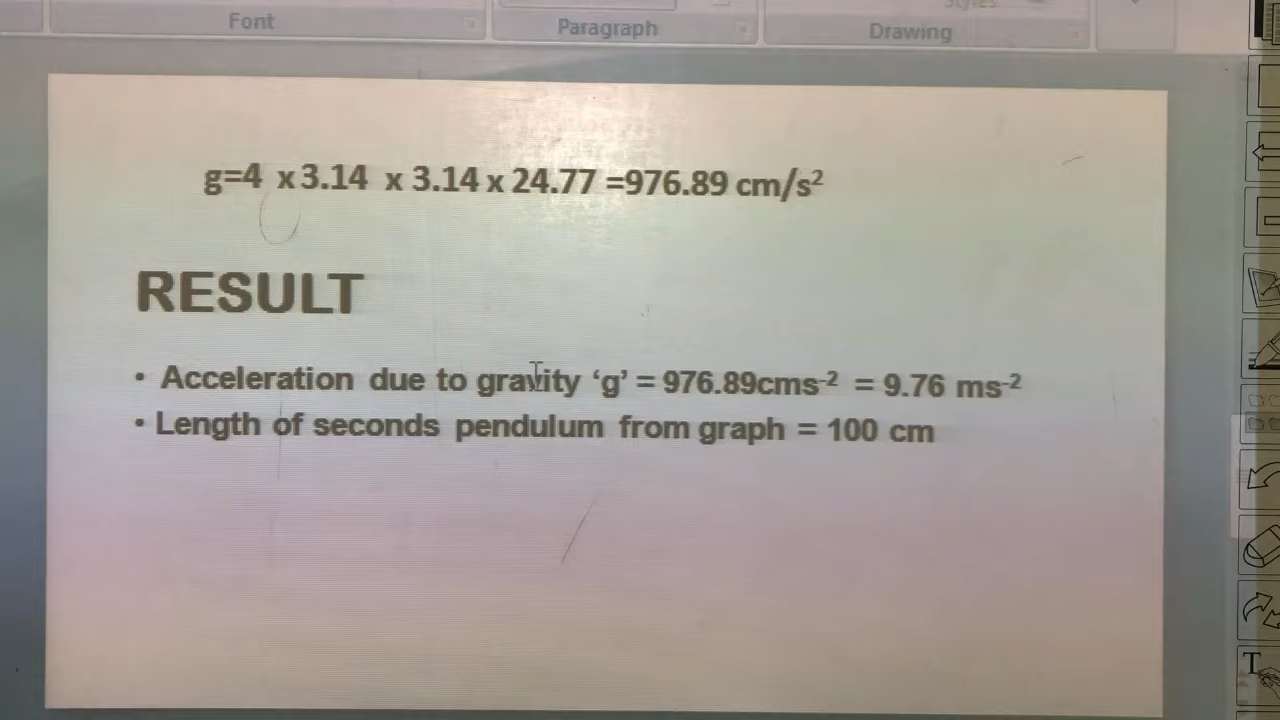 Font Paragraph Drawing
g=4 x 3.14 x 3.14 x 24.77 =976.89 cm/s²
RESULT
• Acceleration due to gravity ‘g’ = 976.89cms⁻² = 9.76 ms⁻²
• Length of seconds pendulum from graph = 100 cm
T